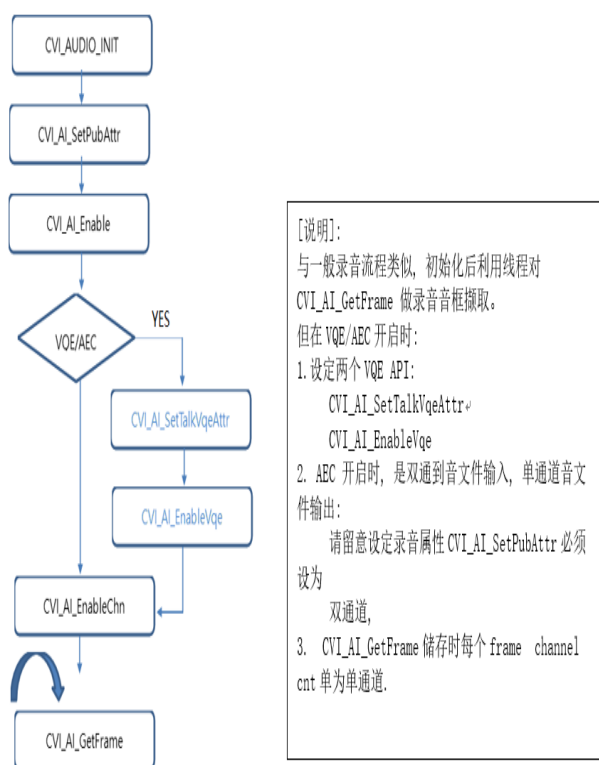 CVI_AUDIO_INIT
CVI_AI_SetPubAttr
CVI_AI_Enable
VQE/AEC
YES
CVI_AI_SetTalkVqeAttr
CVI_AI_EnableVqe
CVI_AI_EnableChn
CVI_AI_GetFrame
[说明]:
与一般录音流程类似, 初始化后利用线程对
CVI_AI_GetFrame 做录音音框撷取。
但在 VQE/AEC 开启时:
1.设定两个 VQE API:
CVI_AI_SetTalkVqeAttr↵
CVI_AI_EnableVqe
2. AEC 开启时, 是双通到音文件输入, 单通道音文
件输出:
请留意设定录音属性 CVI_AI_SetPubAttr 必须
设为
双通道,
3. CVI_AI_GetFrame 储存时每个 frame channel
cnt 单为单通道.